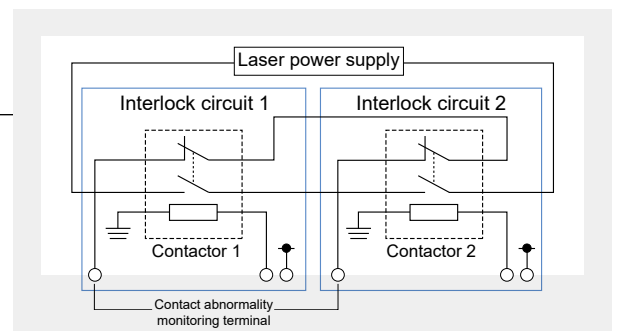 Laser power supply
Interlock circuit 1
Interlock circuit 2
Contactor 1
Contactor 2
Contact abnormality
monitoring terminal